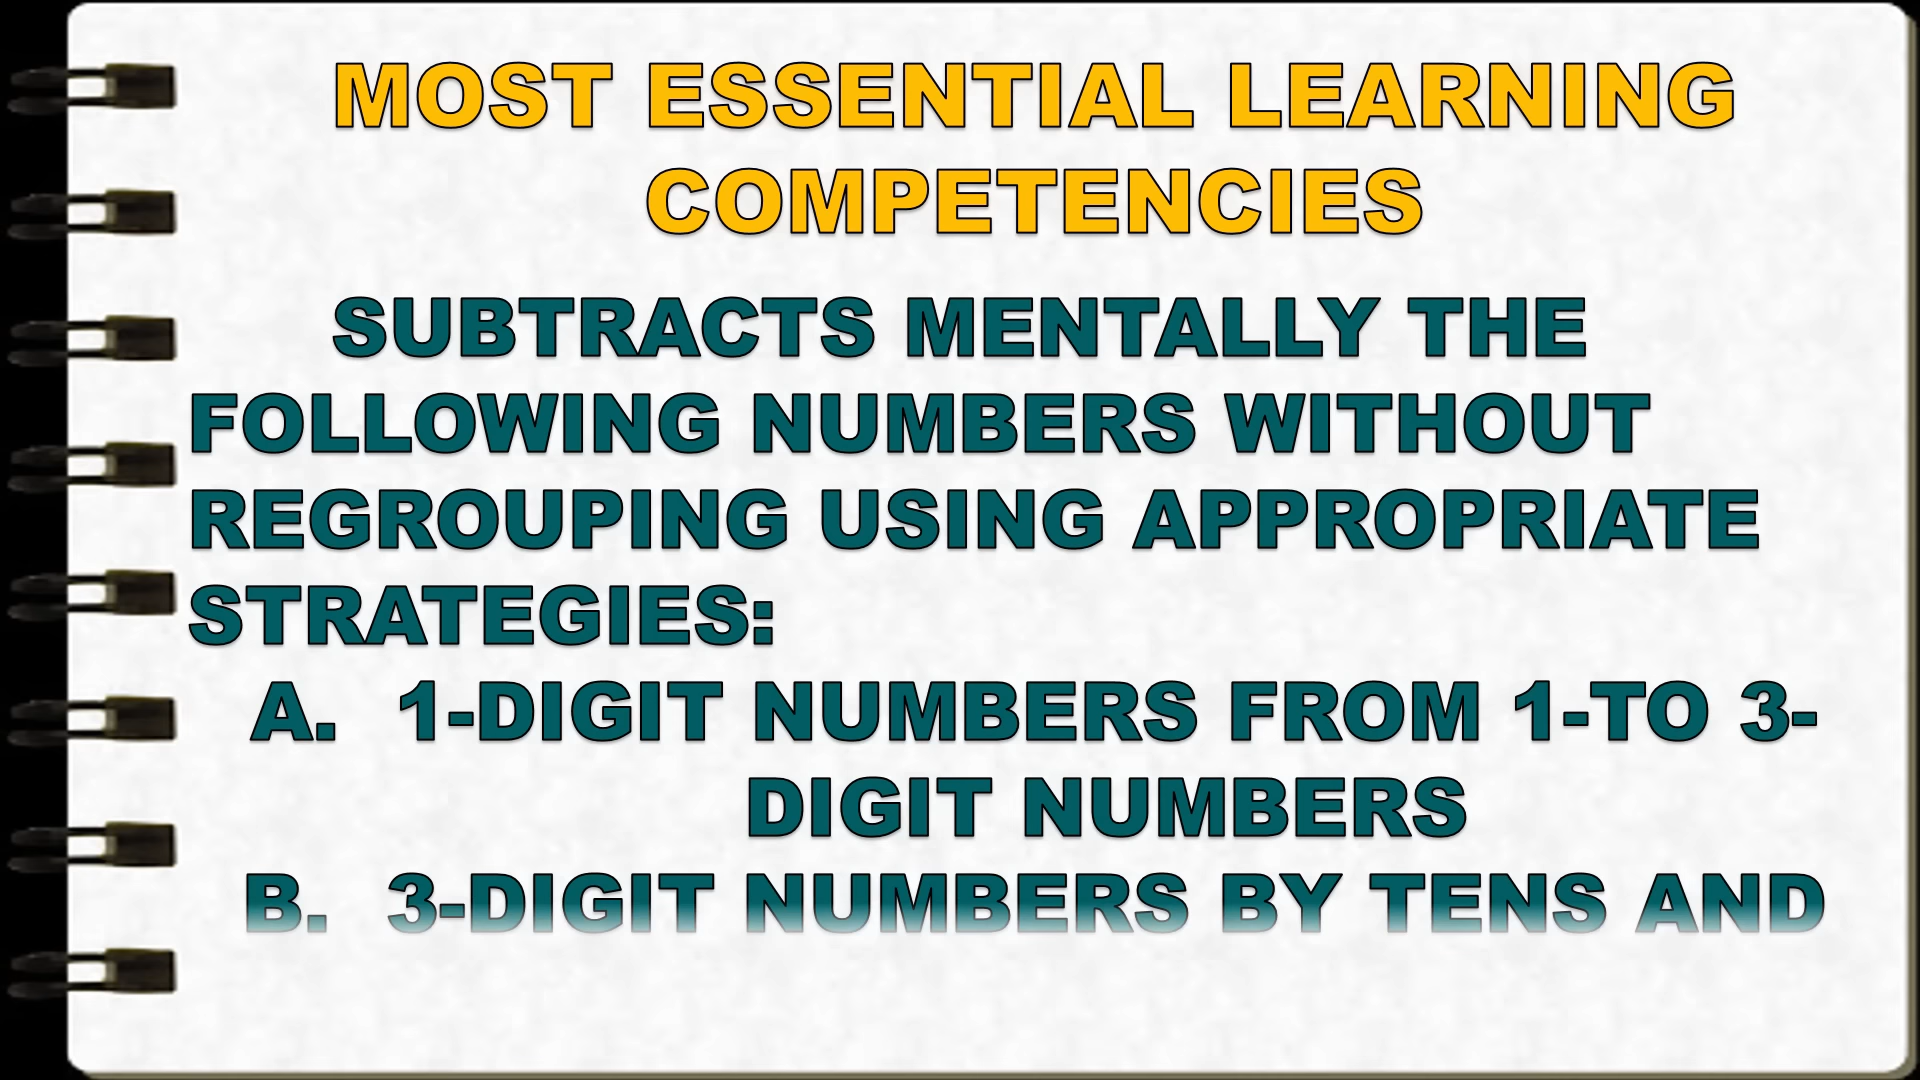 MOST ESSENTIAL LEARNING
COMPETENCIES
SUBTRACTS MENTALLY THE
FOLLOWING NUMBERS WITHOUT
REGROUPING USING APPROPRIATE
STRATEGIES:
A. 1-DIGIT NUMBERS FROM 1-TO 3-
DIGIT NUMBERS
B. 3-DIGIT NUMBERS BY TENS AND